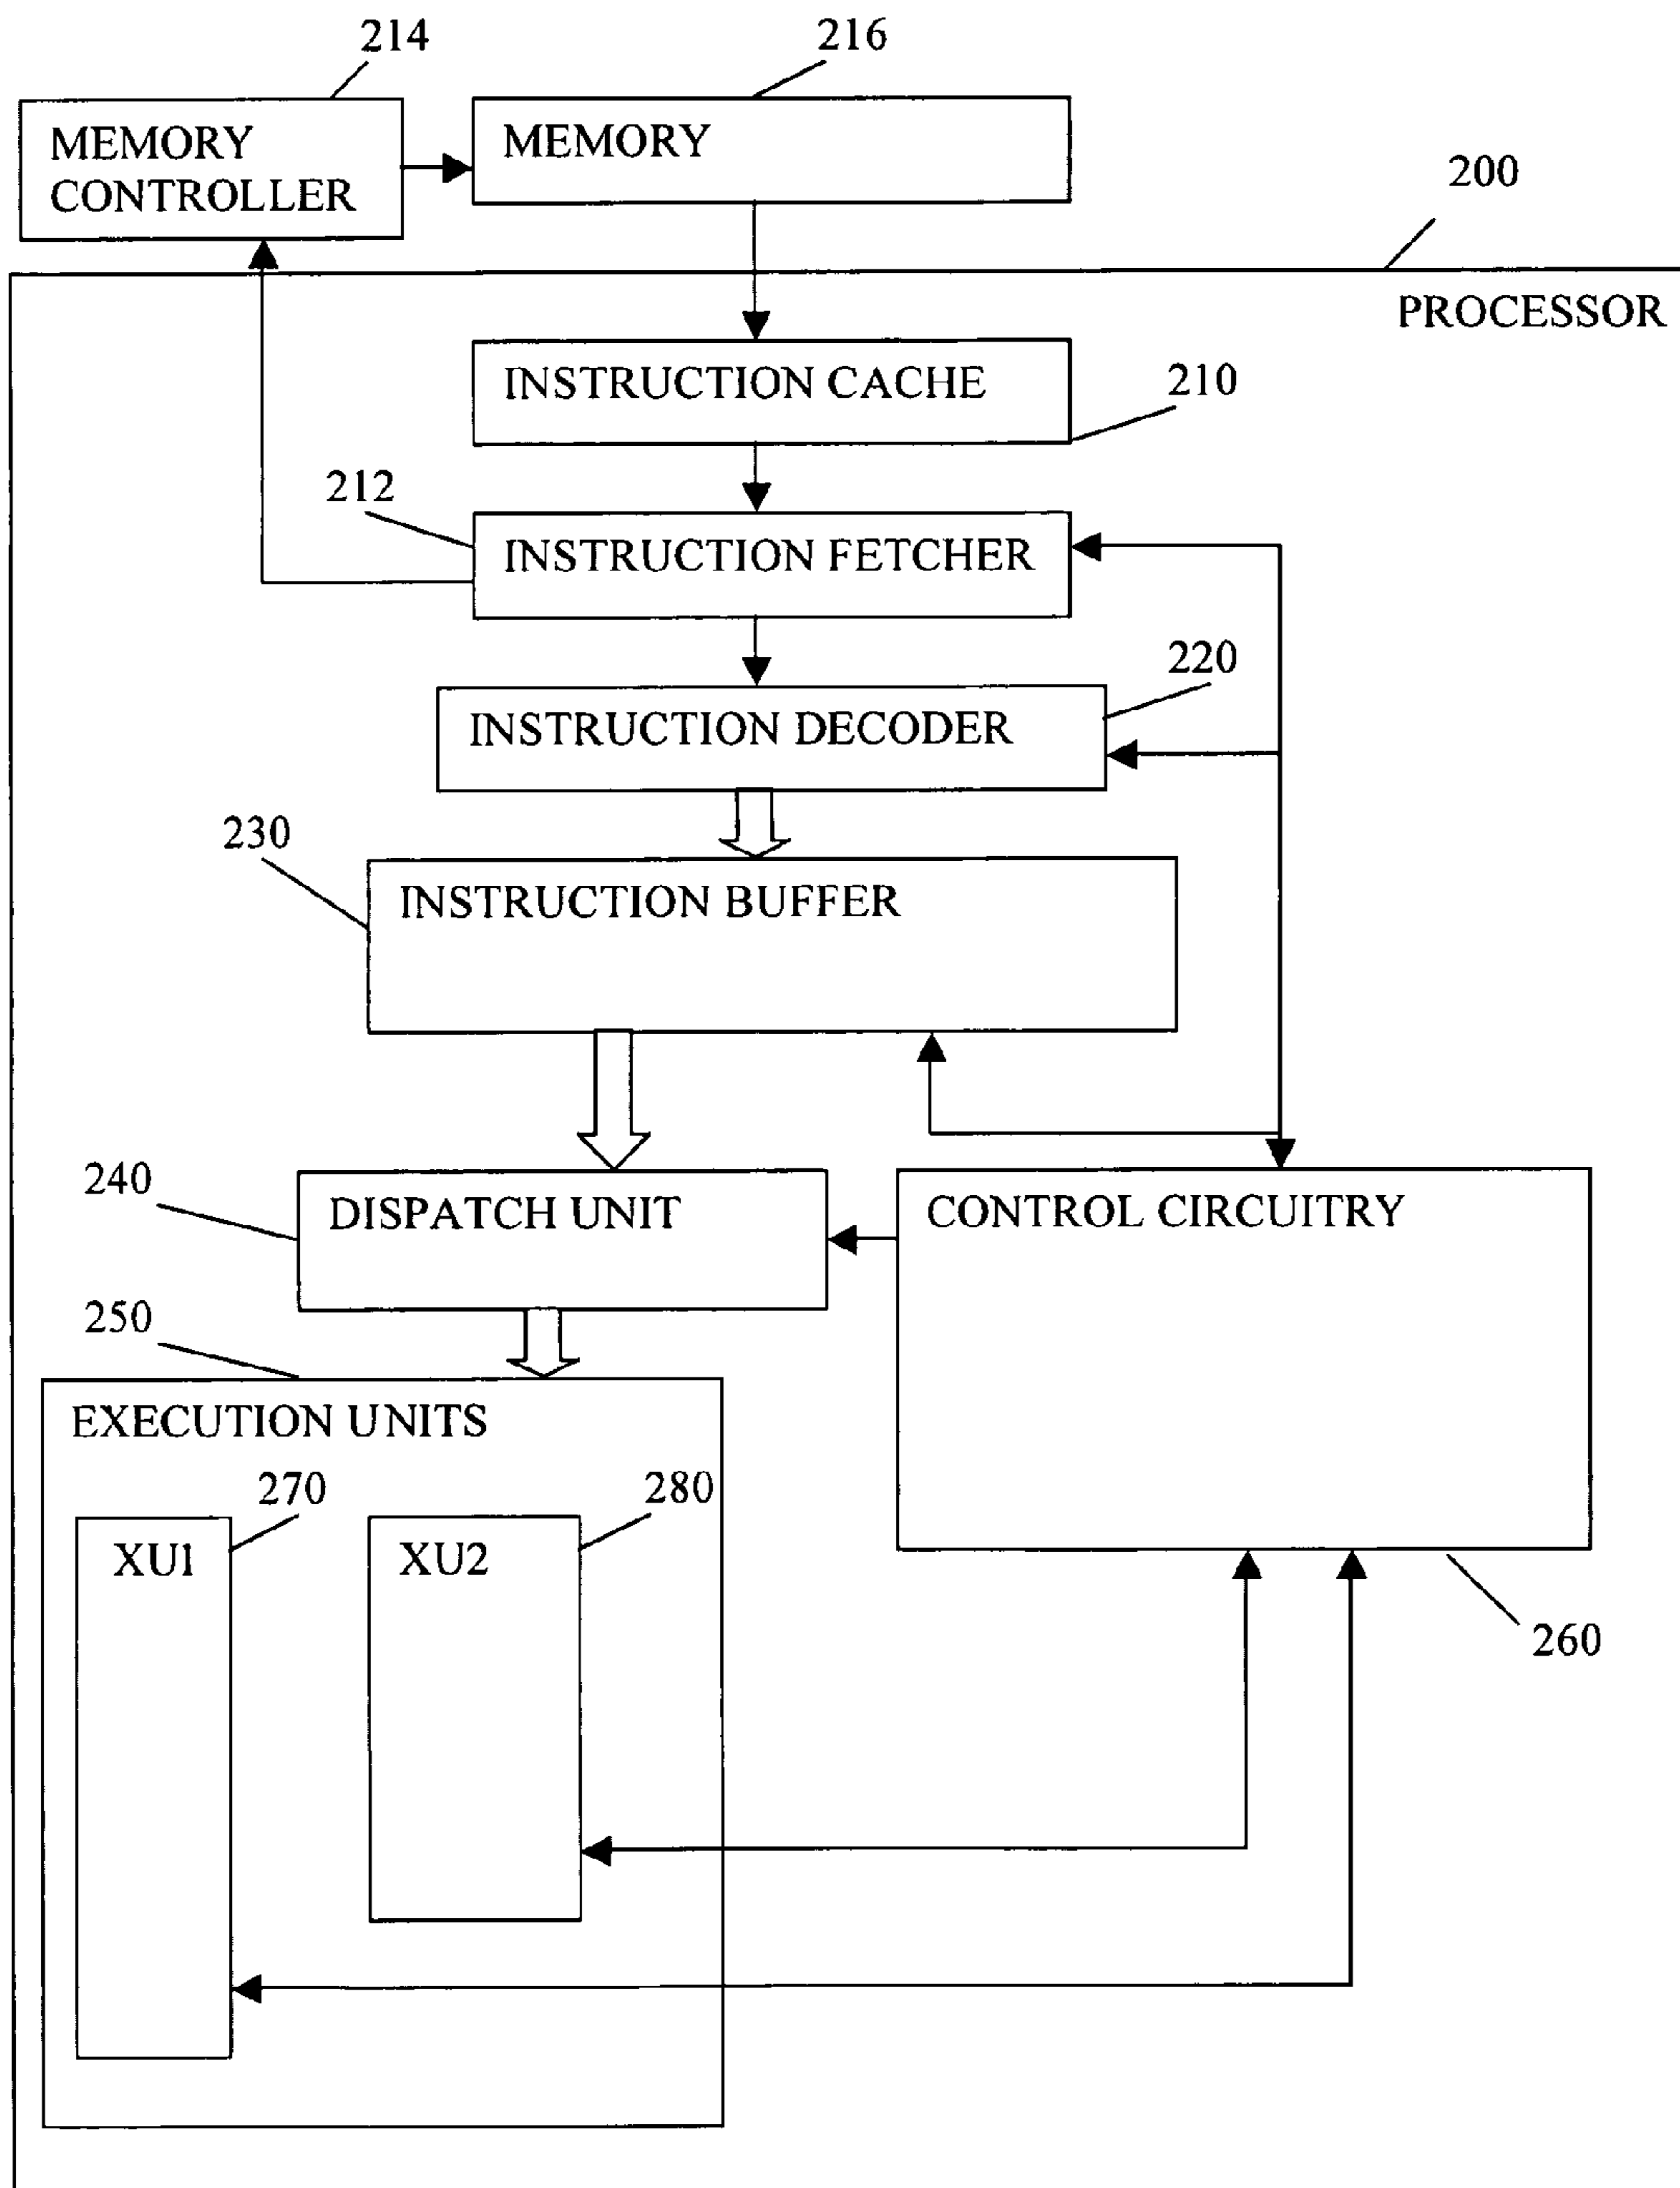 214
216
MEMORY
CONTROLLER
MEMORY
200
PROCESSOR
INSTRUCTION CACHE
210
212
INSTRUCTION FETCHER
220
INSTRUCTION DECODER
230
INSTRUCTION BUFFER
240
DISPATCH UNIT
CONTROL CIRCUITRY
250
EXECUTION UNITS
270
280
XU1
XU2
260